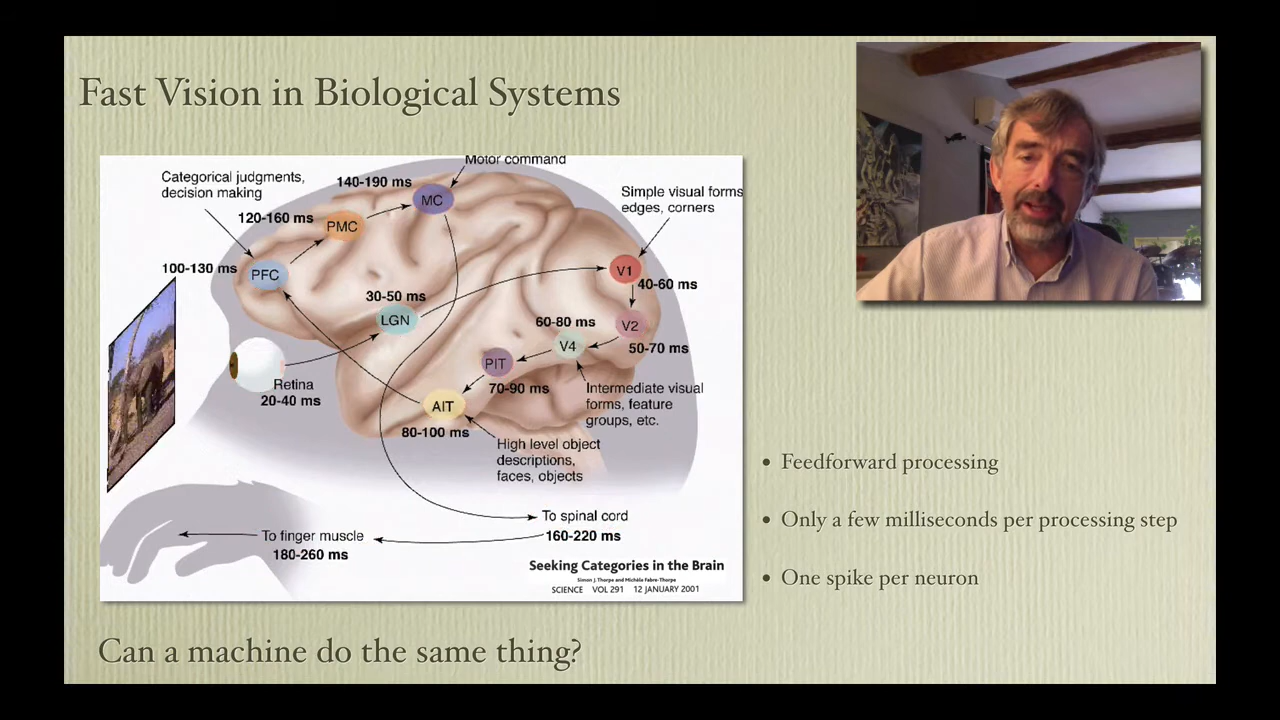 Fast Vision in Biological Systems
Motor command
Categorical judgments,
decision making
140-190 ms
MC
Simple visual forms
edges, corners
120-160 ms
PMC
100-130 ms
PFC
V1
40-60 ms
30-50 ms
LGN
60-80 ms
V2
V4
50-70 ms
PIT
70-90 ms
Retina
20-40 ms
Intermediate visual
forms, feature
groups, etc.
AIT
80-100 ms
High level object
descriptions,
faces, objects
To spinal cord
160-220 ms
To finger muscle
180-260 ms
Seeking Categories in the Brain
Simon J. Thorpe and Michèle Fabre-Thorpe
SCIENCE VOL 291 12 JANUARY 2001
• Feedforward processing
• Only a few milliseconds per processing step
• One spike per neuron
Can a machine do the same thing?